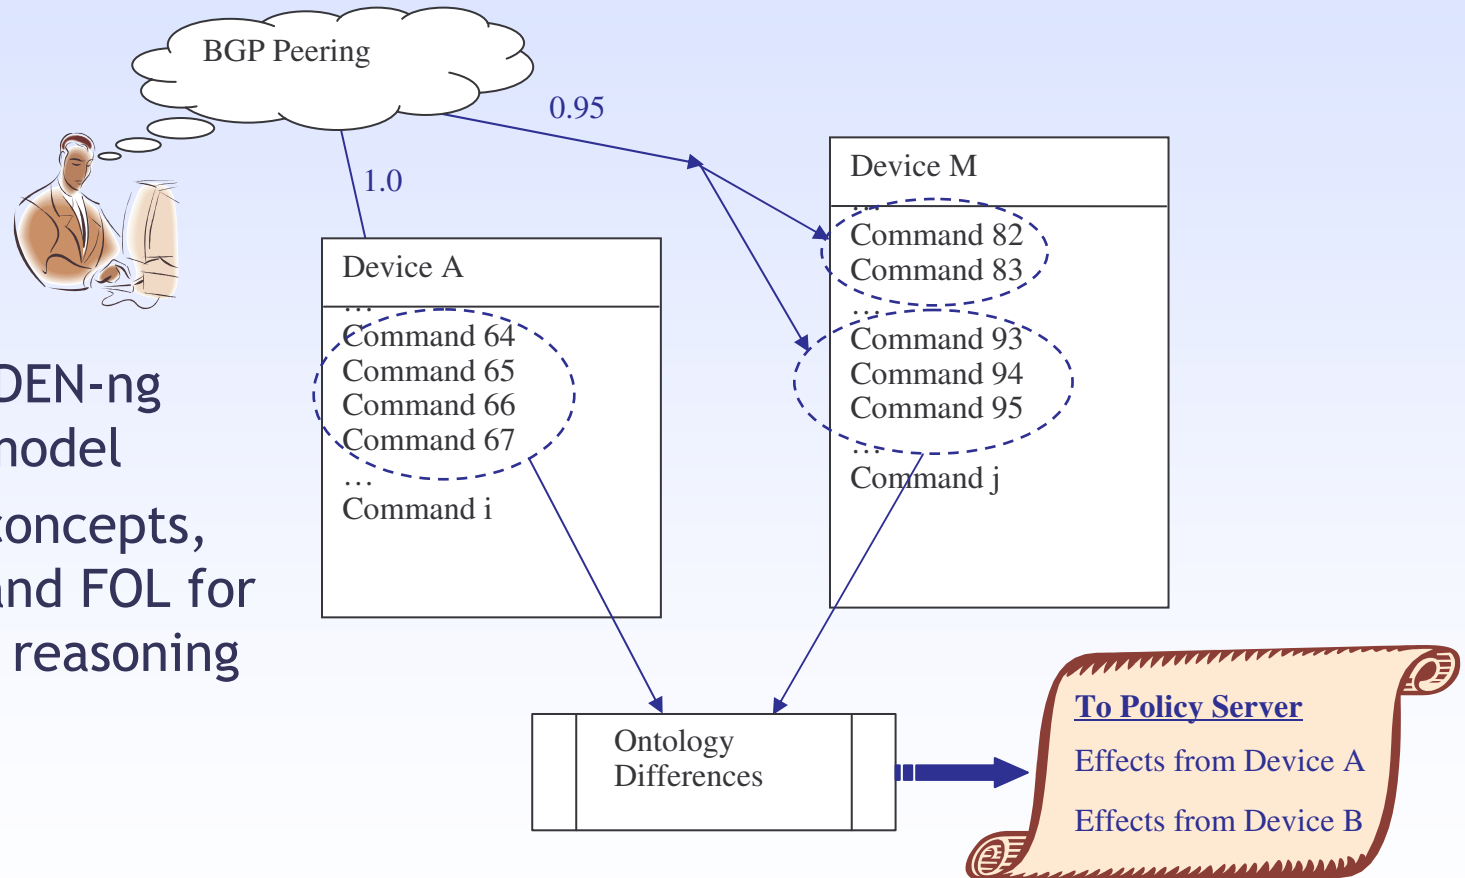 BGP Peering
0.95
1.0
Device M
…
Command 82
Command 83
…
Command 93
Command 94
Command 95
…
Command j
Device A
…
Command 64
Command 65
Command 66
Command 67
…
Command i
DEN-ng
model
concepts,
and FOL for
reasoning
Ontology
Differences
To Policy Server
Effects from Device A
Effects from Device B